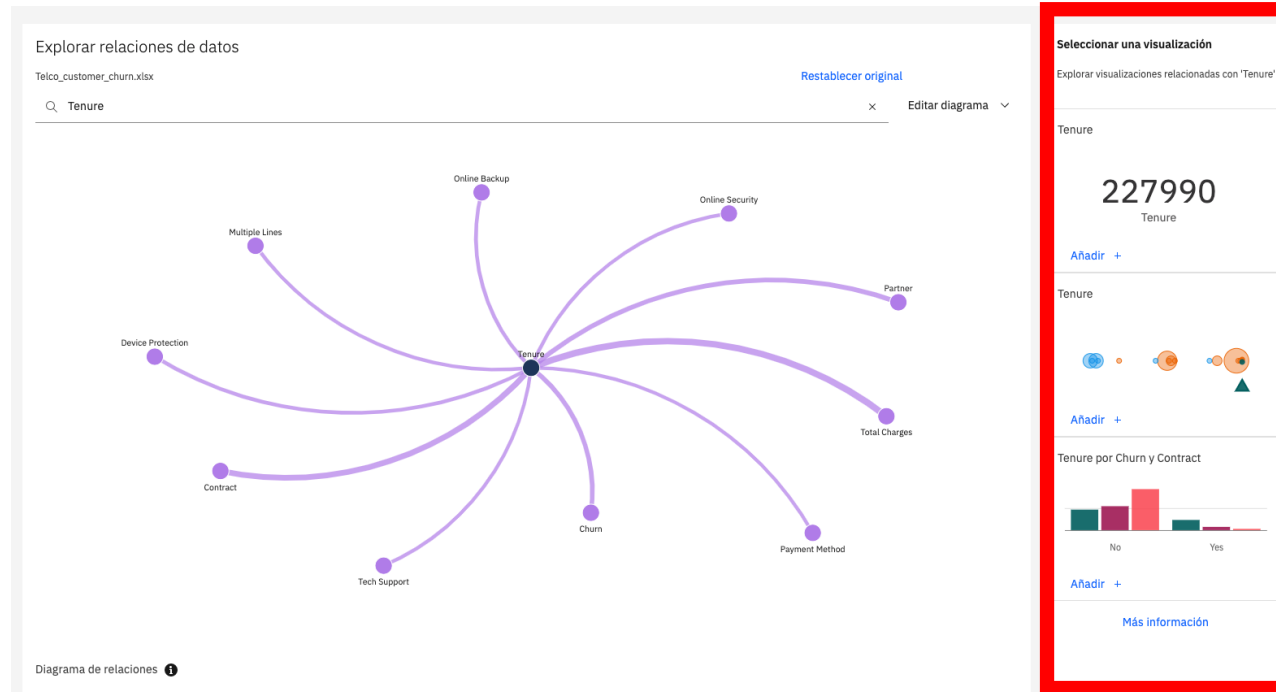 Explorar relaciones de datos
Telco_customer_churn.xlsx
Restablecer original
Tenure
Editar diagrama
Online Backup
Online Security
Multiple Lines
Partner
Device Protection
Tenure
Total Charges
Contract
Churn
Payment Method
Tech Support
Diagrama de relaciones
Seleccionar una visualización
Explorar visualizaciones relacionadas con 'Tenure'
Tenure
227990
Tenure
Añadir +
Tenure
Añadir +
Tenure por Churn y Contract
No Yes
Añadir +
Más información